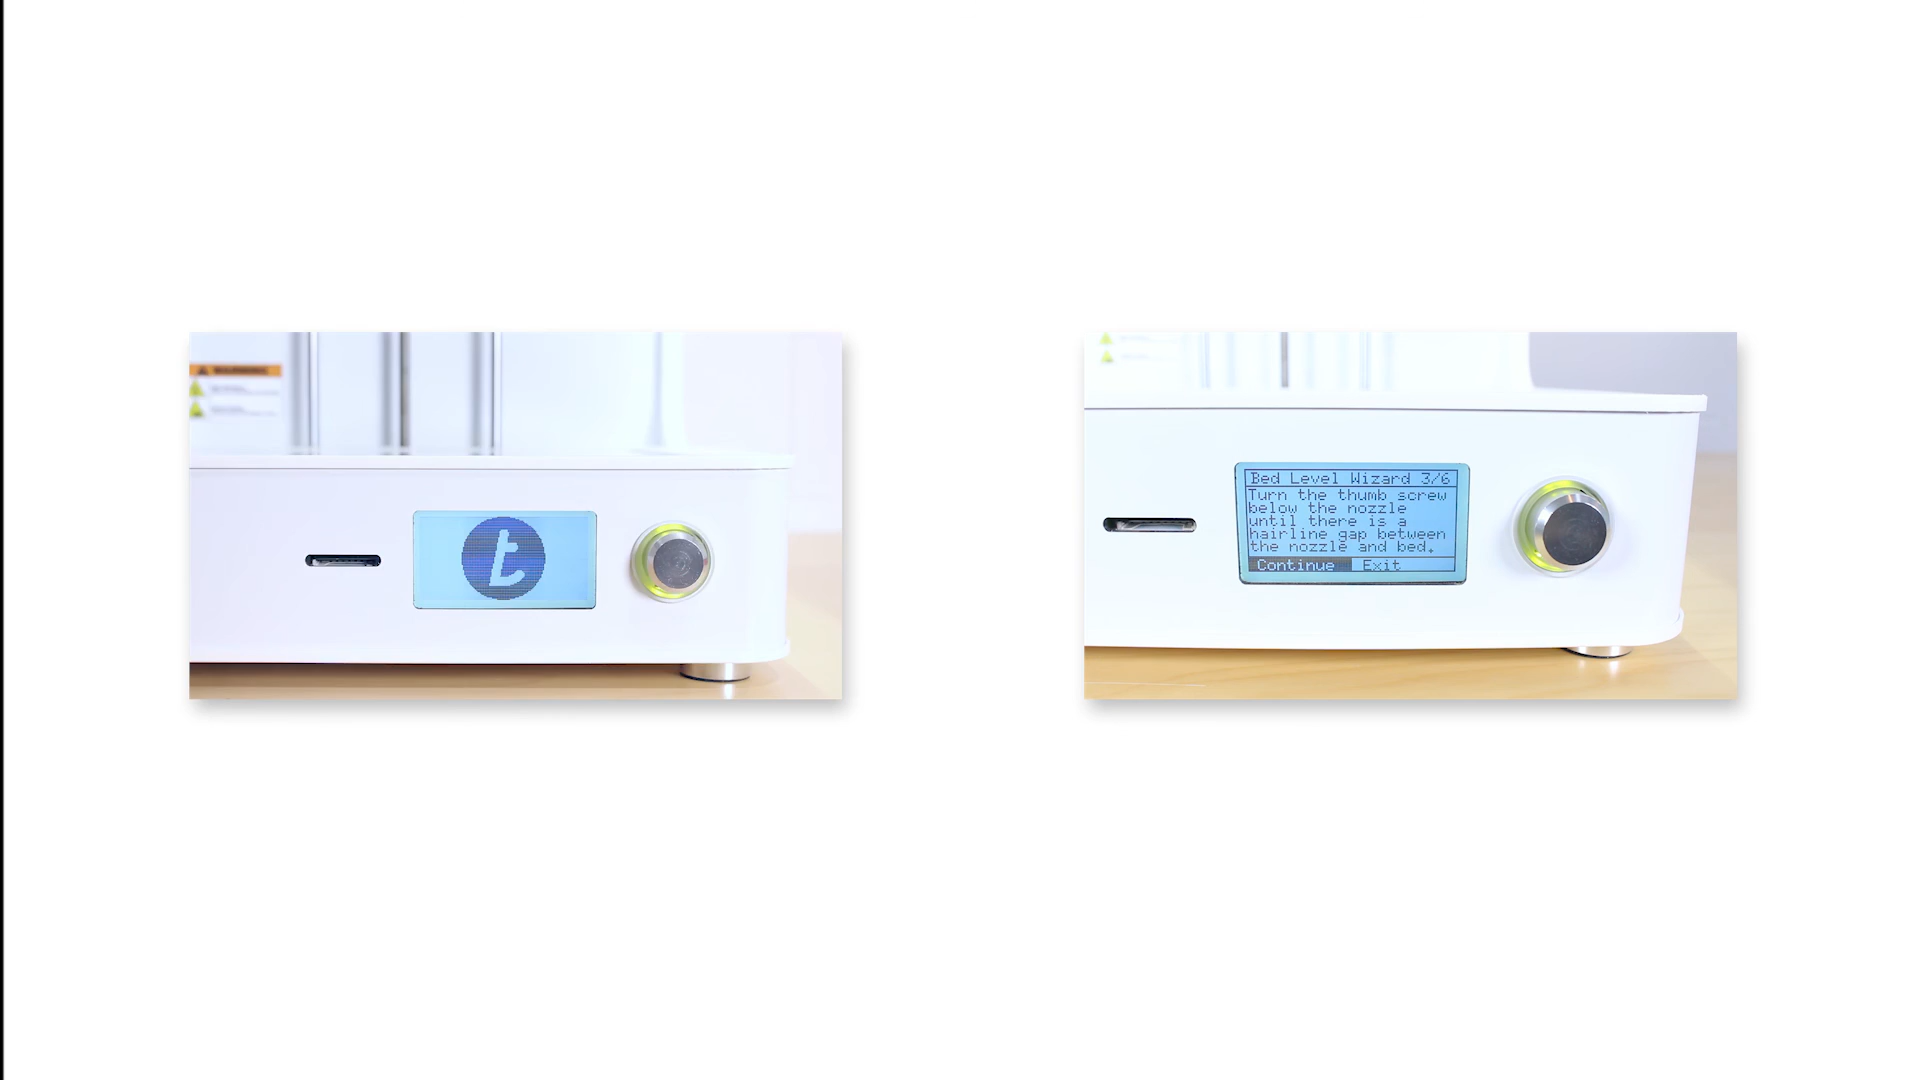 WARNING
t
Bed Level Wizard 3/6
Turn the thumb screw
below the nozzle
until there is a
hairline gap between
the nozzle and bed.
Continue Exit